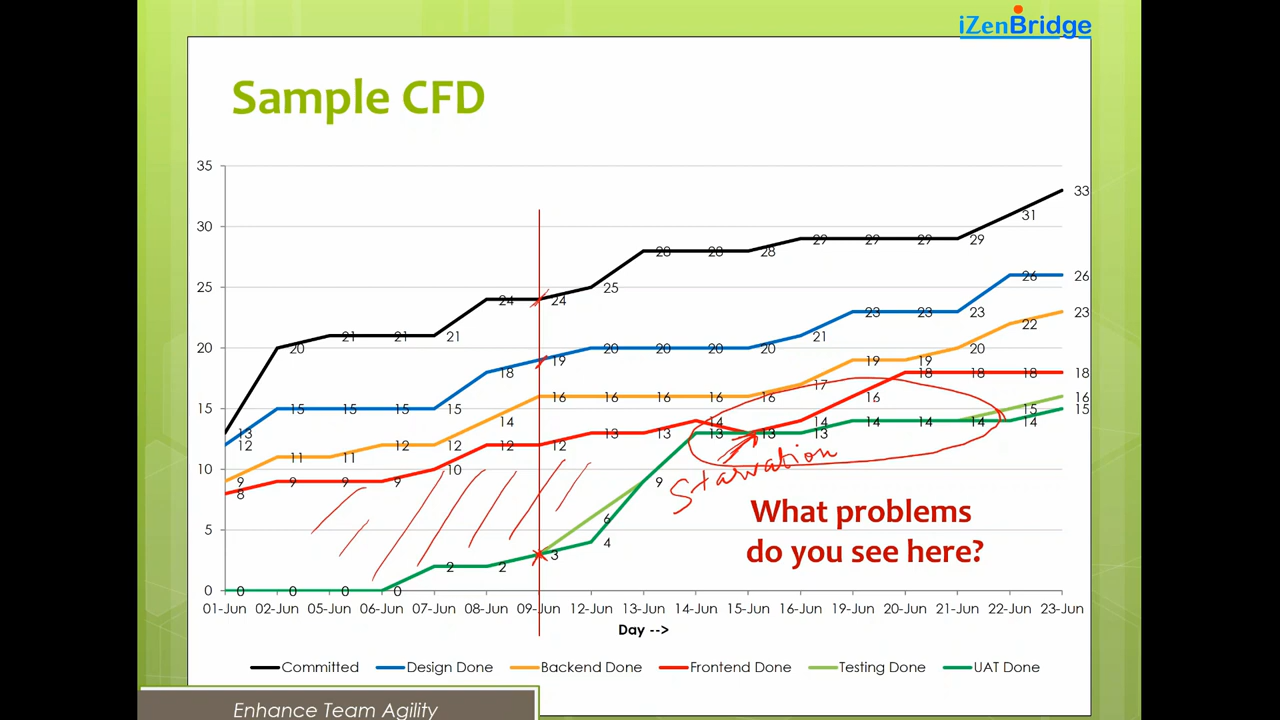 iZenBridge
Sample CFD
35
30
25
20
15
10
5
0
33
31
29 29 29 29
28 28 28
25
24 24
21 21 21 21
20
13
26 26
23 23 23
21
20 20 20 20
19
18
15 15 15 15
12
23
22
20
19 19
17
16 16 16 16 16
14
12 12
11 11
9
18 18 18 18
16
14
13 13 13
12 12
10
9 9 9
8
16
15
15
14
14 14 14
13 13
9
6
4
3
2 2
0 0 0 0
Starvation
What problems
do you see here?
01-Jun 02-Jun 05-Jun 06-Jun 07-Jun 08-Jun 09-Jun 12-Jun 13-Jun 14-Jun 15-Jun 16-Jun 19-Jun 20-Jun 21-Jun 22-Jun 23-Jun
Day -->
Committed Design Done Backend Done Frontend Done Testing Done UAT Done
Enhance Team Agility